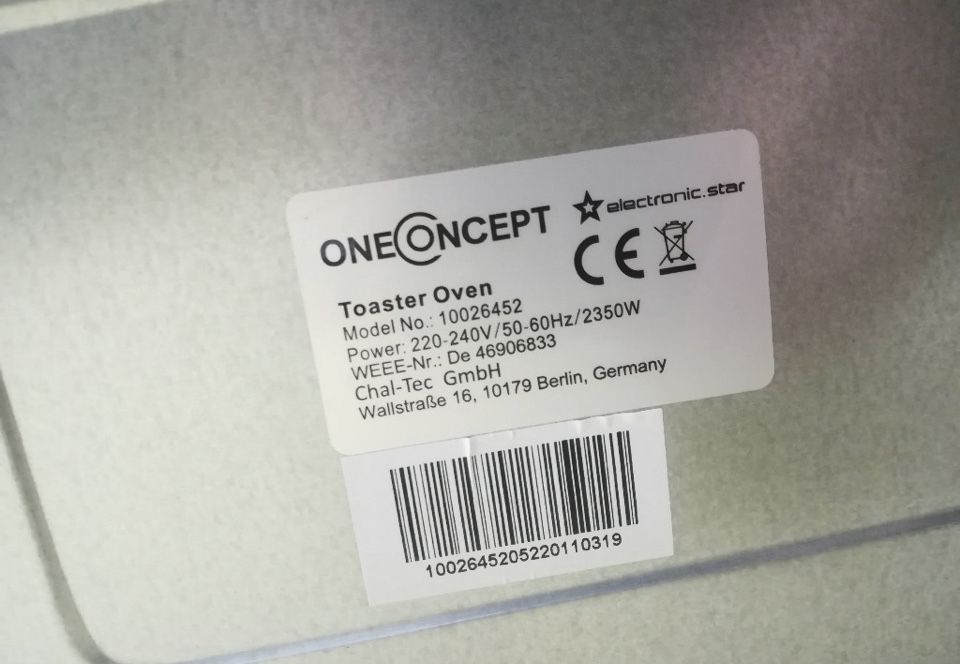 ONECONCEPT
electronic.star
CE
Toaster Oven
Model No.: 10026452
Power: 220-240V/50-60Hz/2350W
WEEE-Nr.: De 46906833
Chal-Tec GmbH
Wallstraße 16, 10179 Berlin, Germany
1002645205220110319